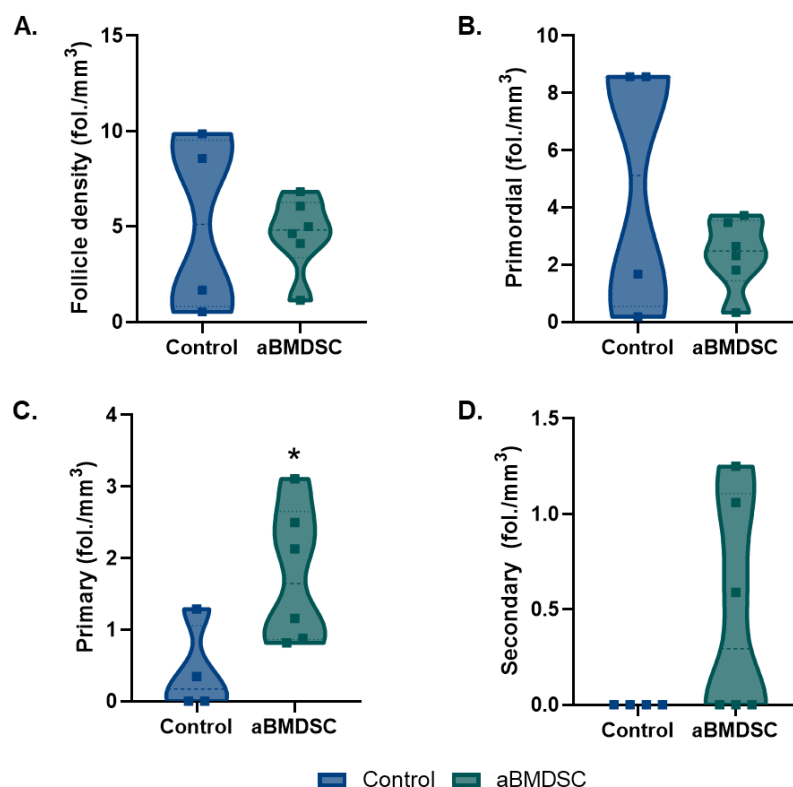 A.
Follicle density (fol./mm³)
15
10
5
0
Control aBMDSC
B.
Primordial (fol./mm³)
10
8
6
4
2
0
Control aBMDSC
C.
Primary (fol./mm³)
4
3
2
1
0
*
Control aBMDSC
D.
Secondary (fol./mm³)
1.5
1.0
0.5
0.0
Control aBMDSC
Control aBMDSC